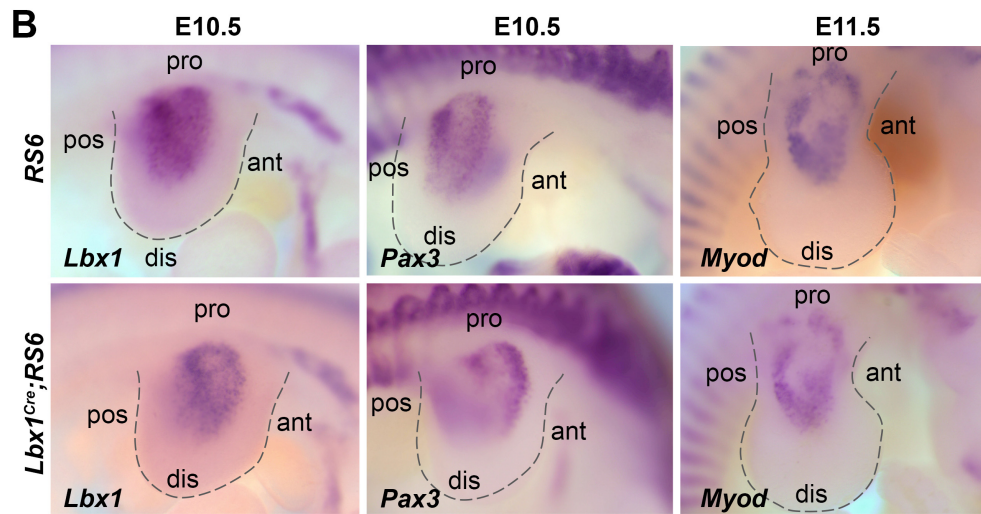 B
E10.5 E10.5 E11.5
RS6
pro
pos
ant
dis
Lbx1
pro
pos
ant
dis
Pax3
pro
pos
ant
dis
Myod
Lbx1Cre;RS6
pro
pos
ant
dis
Lbx1
pro
pos
ant
dis
Pax3
pro
pos
ant
dis
Myod